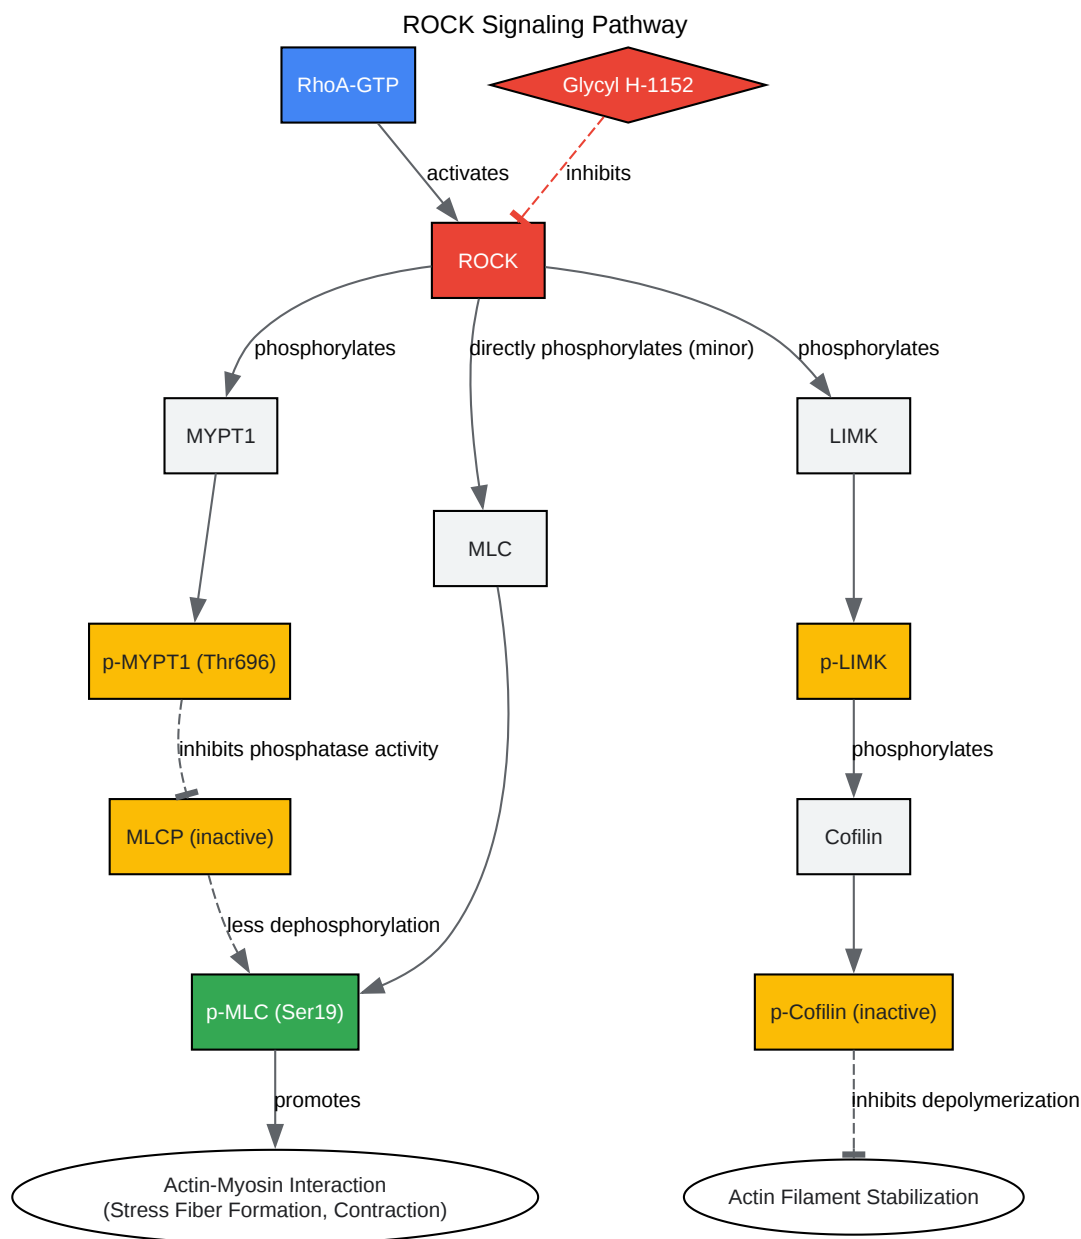 ROCK Signaling Pathway
RhoA-GTP
Glycyl H-1152
activates
inhibits
ROCK
phosphorylates
directly phosphorylates (minor)
phosphorylates
MYPT1
LIMK
MLC
p-MYPT1 (Thr696)
p-LIMK
inhibits phosphatase activity
phosphorylates
MLCP (inactive)
Cofilin
less dephosphorylation
p-MLC (Ser19)
p-Cofilin (inactive)
promotes
inhibits depolymerization
Actin-Myosin Interaction
(Stress Fiber Formation, Contraction)
Actin Filament Stabilization